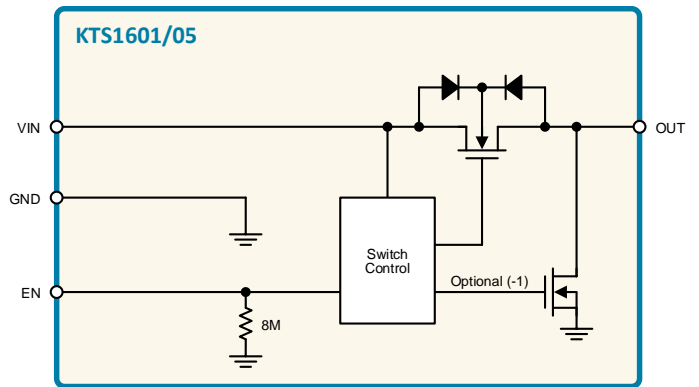 KTS1601/05
VIN
OUT
GND
Switch
Control
Optional (-1)
EN
8M